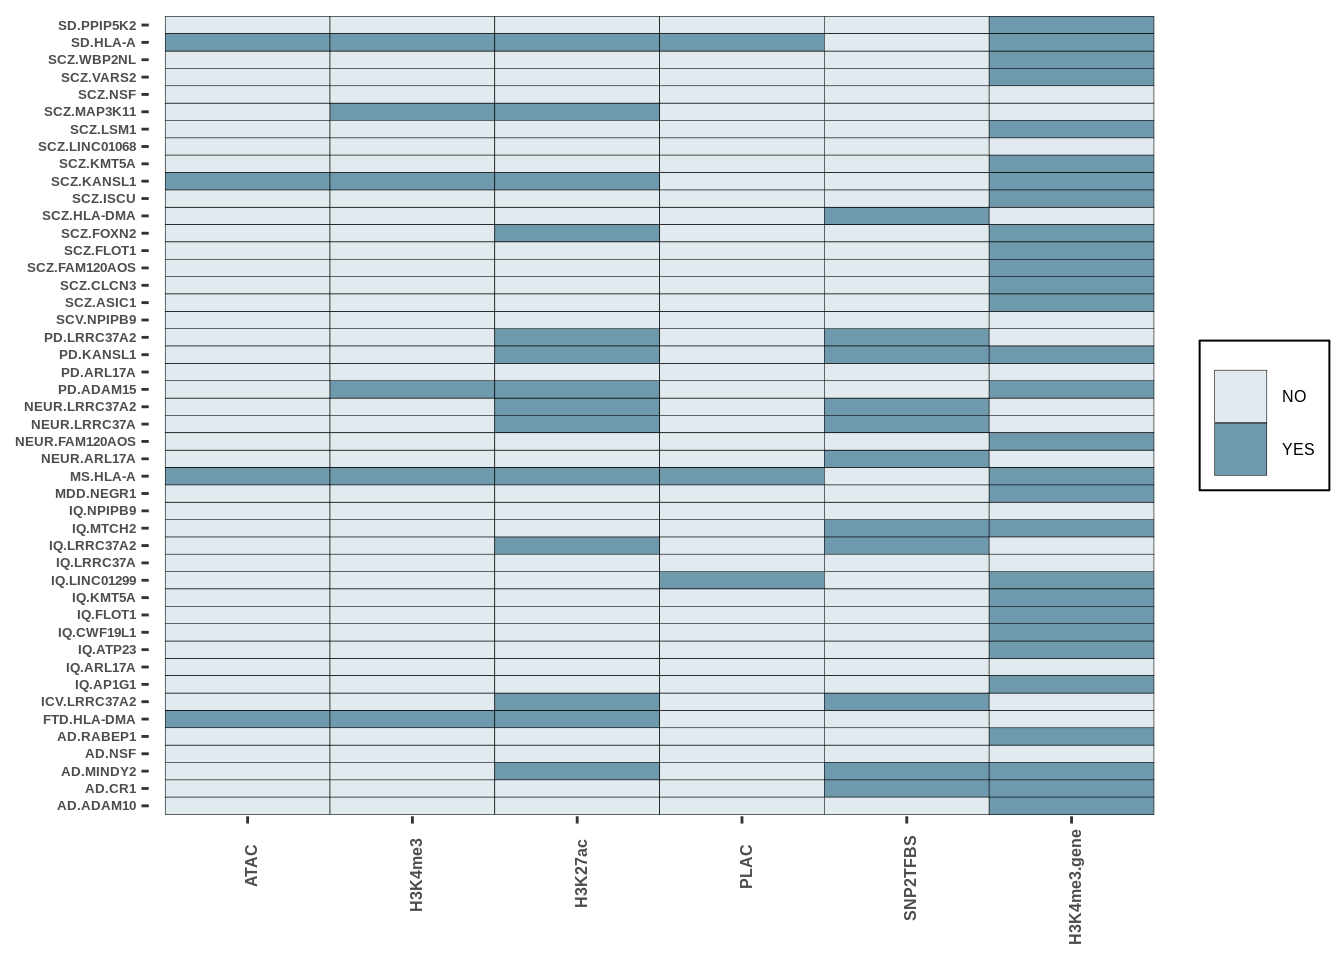 SD.PPIP5K2
SD.HLA-A
SCZ.WBP2NL
SCZ.VARS2
SCZ.NSF
SCZ.MAP3K11
SCZ.LSM1
SCZ.LINC01068
SCZ.KMT5A
SCZ.KANSL1
SCZ.ISCU
SCZ.HLA-DMA
SCZ.FOXN2
SCZ.FLOT1
SCZ.FAM120AOS
SCZ.CLCN3
SCZ.ASIC1
SCV.NPIPB9
PD.LRRC37A2
PD.KANSL1
PD.ARL17A
PD.ADAM15
NEUR.LRRC37A2
NEUR.LRRC37A
NEUR.FAM120AOS
NEUR.ARL17A
MS.HLA-A
MDD.NEGR1
IQ.NPIPB9
IQ.MTCH2
IQ.LRRC37A2
IQ.LRRC37A
IQ.LINC01299
IQ.KMT5A
IQ.FLOT1
IQ.CWF19L1
IQ.ATP23
IQ.ARL17A
IQ.AP1G1
ICV.LRRC37A2
FTD.HLA-DMA
AD.RABEP1
AD.NSF
AD.MINDY2
AD.CR1
AD.ADAM10
ATAC
H3K4me3
H3K27ac
PLAC
SNP2TFBS
H3K4me3.gene
NO
YES